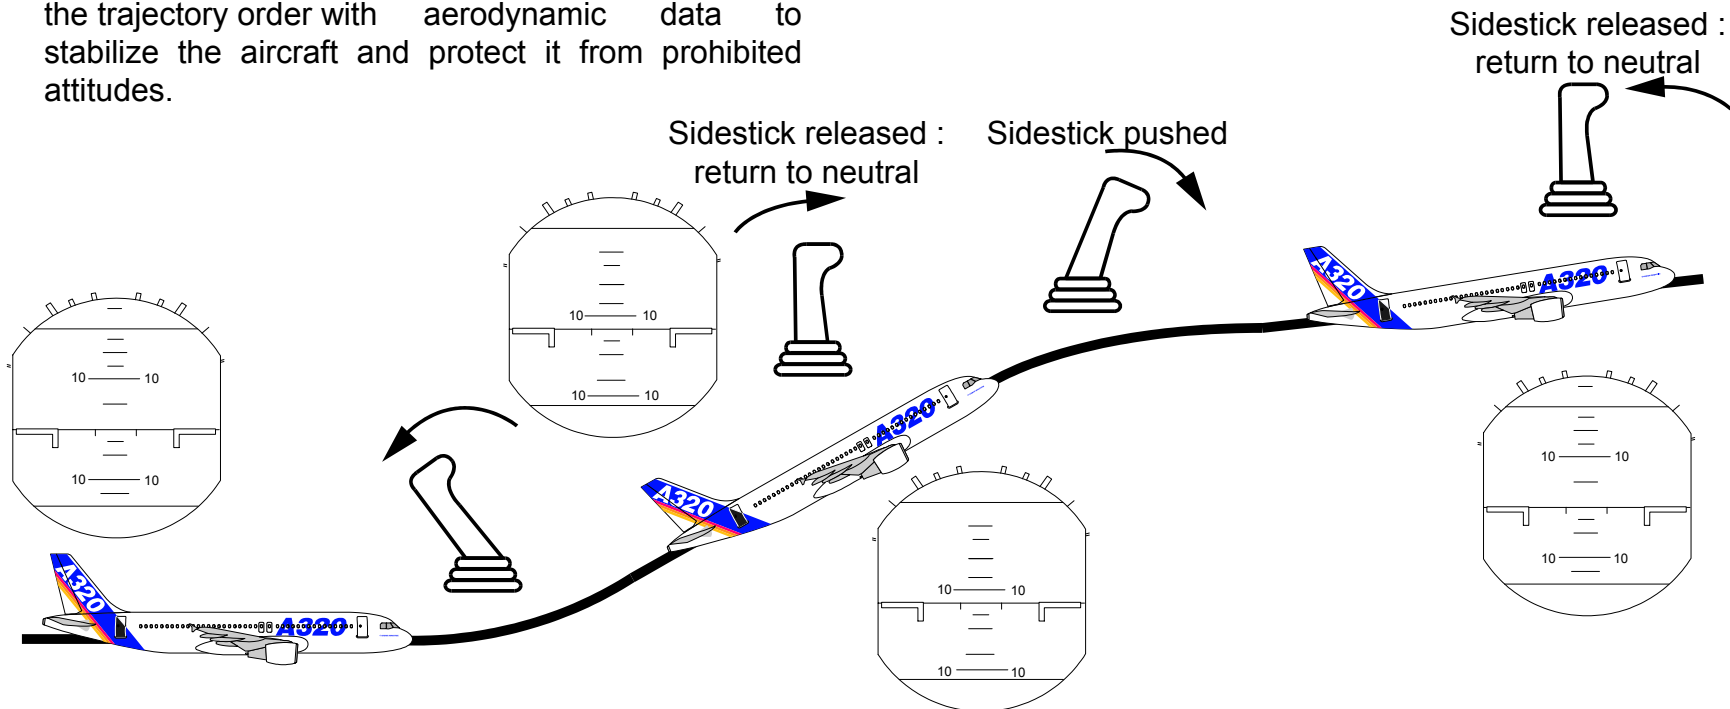 the trajectory order with aerodynamic data to
stabilize the aircraft and protect it from prohibited
attitudes.
Sidestick released :
return to neutral
Sidestick pushed
Sidestick released :
return to neutral
10 10
10 10
10 10
10 10
10 10
10 10
10 10
10 10
A320
A320
A320
A320
A320
A320